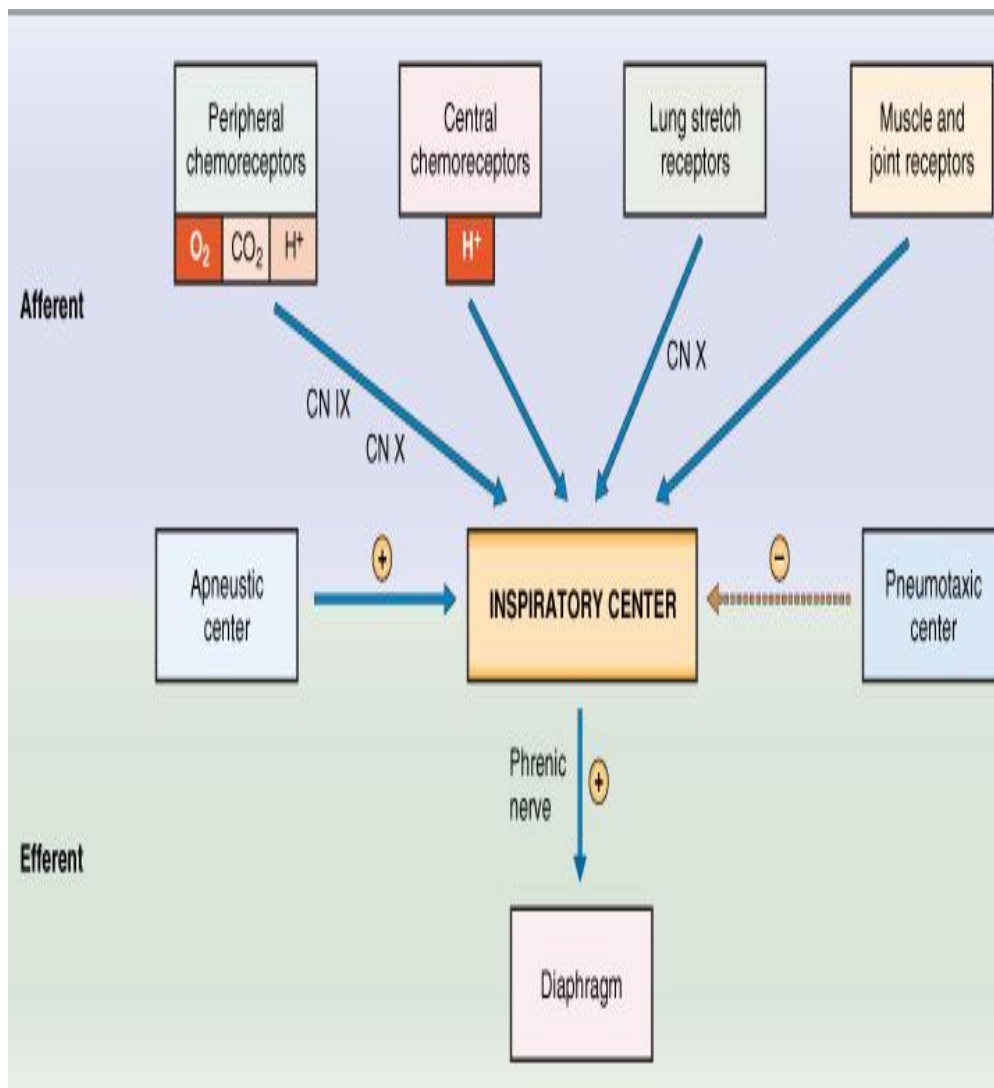 Peripheral
chemoreceptors
O₂ CO₂ H⁺
Central
chemoreceptors
H⁺
Lung stretch
receptors
Muscle and
joint receptors
Afferent
CN IX
CN X
CN X
Apneustic
center
+
INSPIRATORY CENTER
−
Pneumotaxic
center
Phrenic
nerve
+
Efferent
Diaphragm